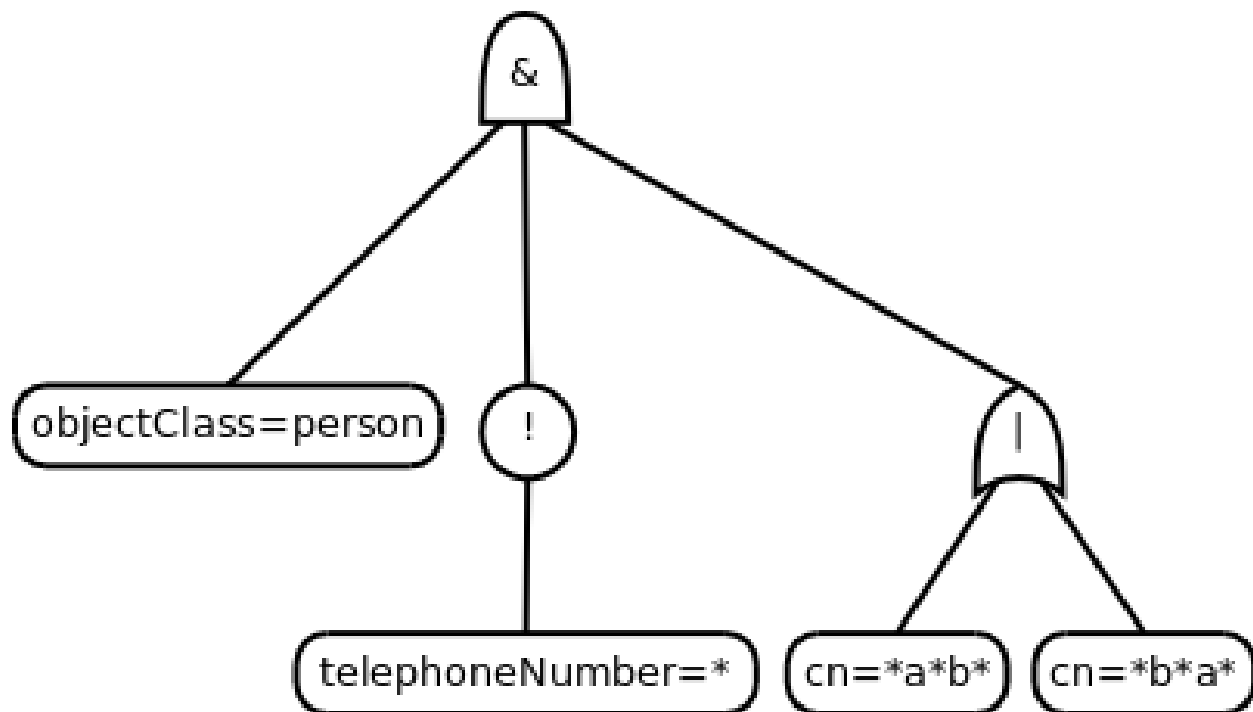 &
objectClass=person
!
|
telephoneNumber=*
cn=*a*b*
cn=*b*a*